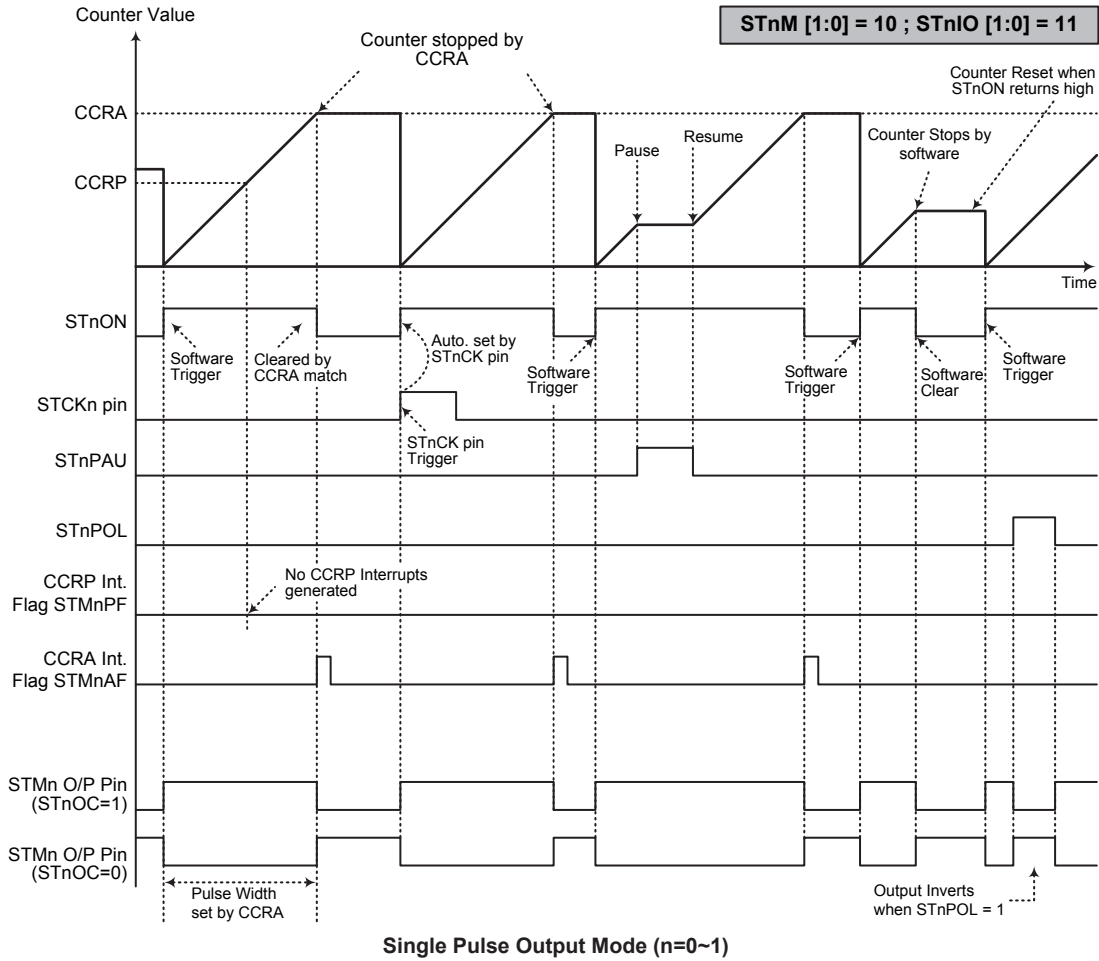 Counter Value
STnM [1:0] = 10 ; STnIO [1:0] = 11
Counter stopped by
CCRA
Counter Reset when
STnON returns high
CCRA
Pause
Resume
Counter Stops by
software
CCRP
Time
STnON
Software
Trigger
Cleared by
CCRA match
Auto. set by
STnCK pin
Software
Trigger
Software
Trigger
Software
Clear
Software
Trigger
STCKn pin
STnCK pin
Trigger
STnPAU
STnPOL
CCRP Int.
Flag STMnPF
No CCRP Interrupts
generated
CCRA Int.
Flag STMnAF
STMn O/P Pin
(STnOC=1)
STMn O/P Pin
(STnOC=0)
Pulse Width
set by CCRA
Output Inverts
when STnPOL = 1
Single Pulse Output Mode (n=0~1)